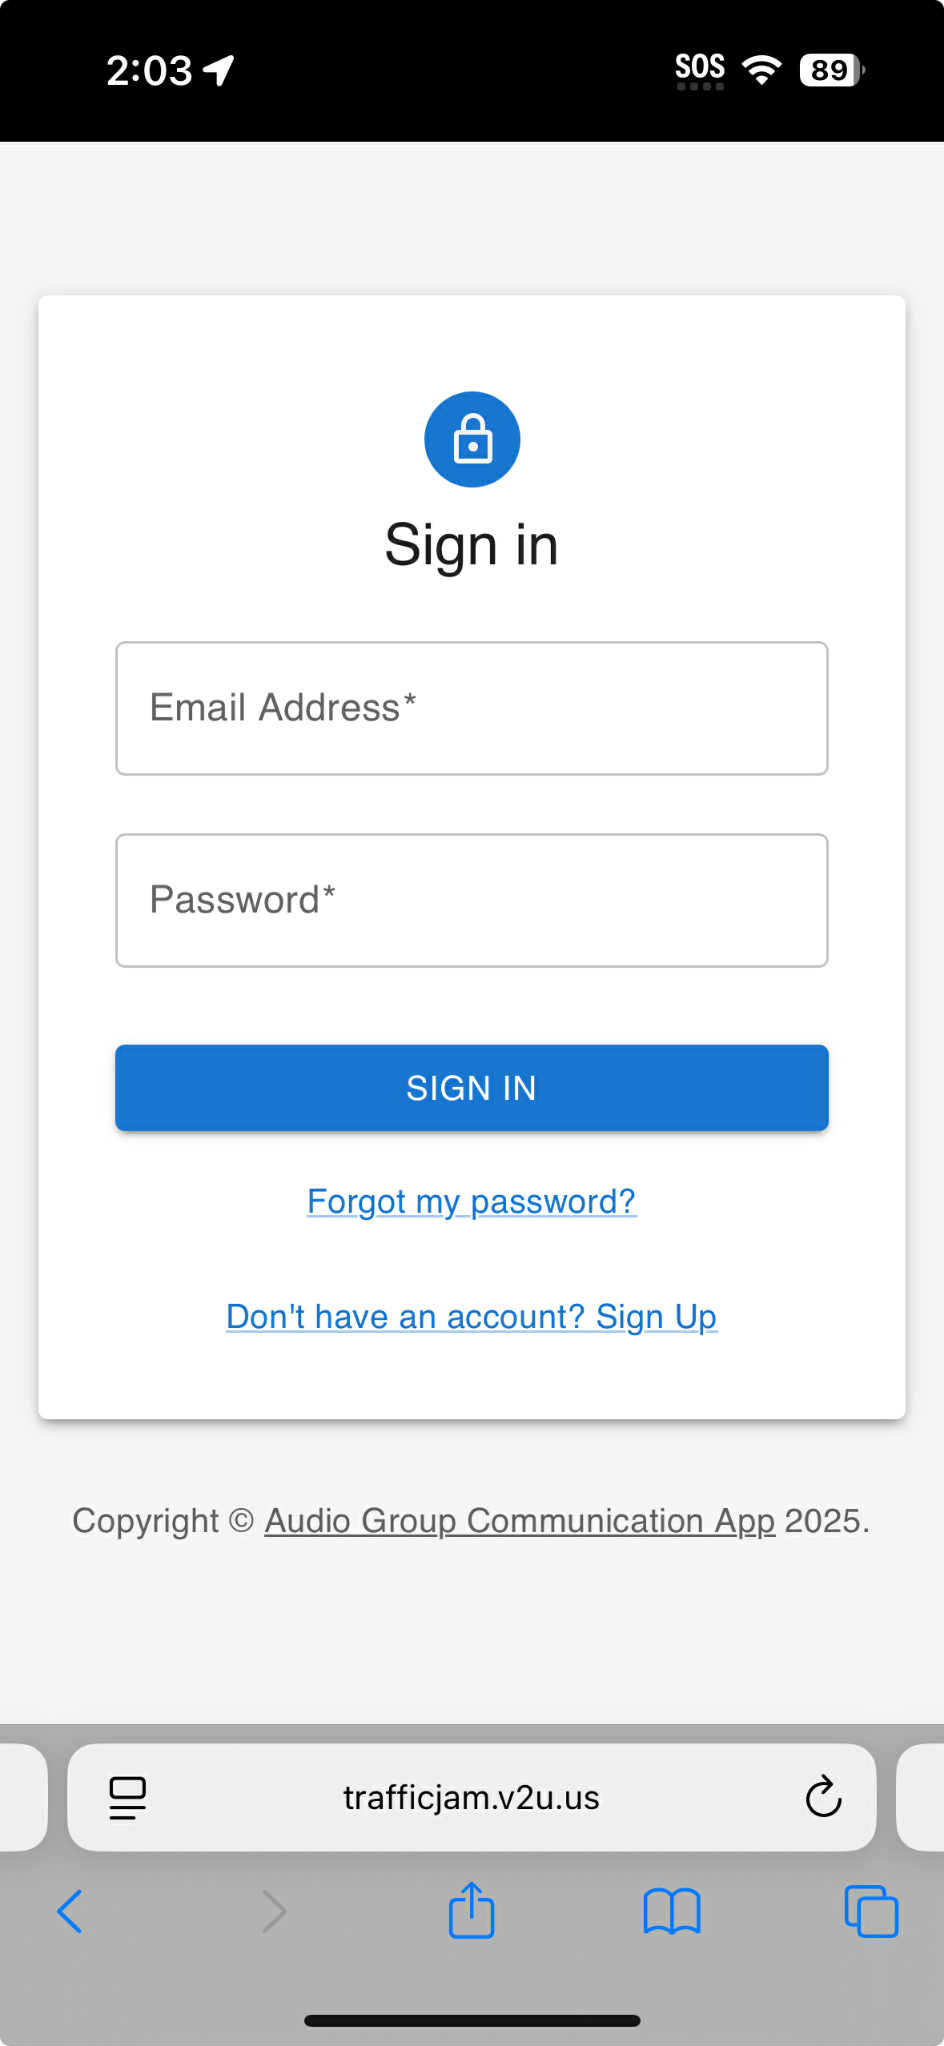 2:03
SOS
89
Sign in
Email Address*
Password*
SIGN IN
Forgot my password?
Don't have an account? Sign Up
Copyright © Audio Group Communication App 2025.
trafficjam.v2u.us